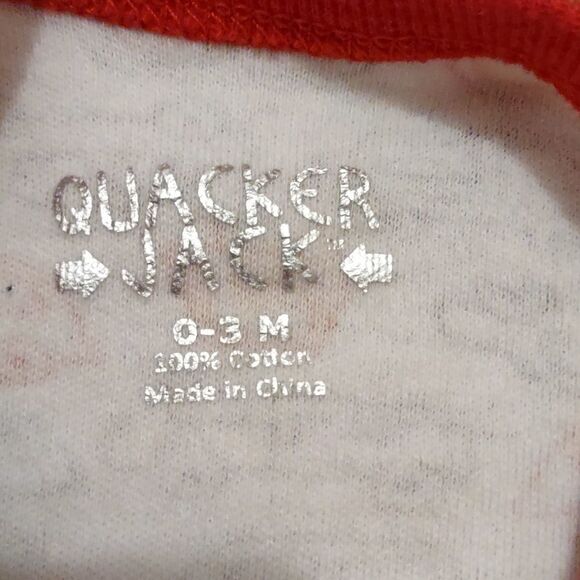 QUACKER
JACK™
0-3 M
100% Cotton
Made in China